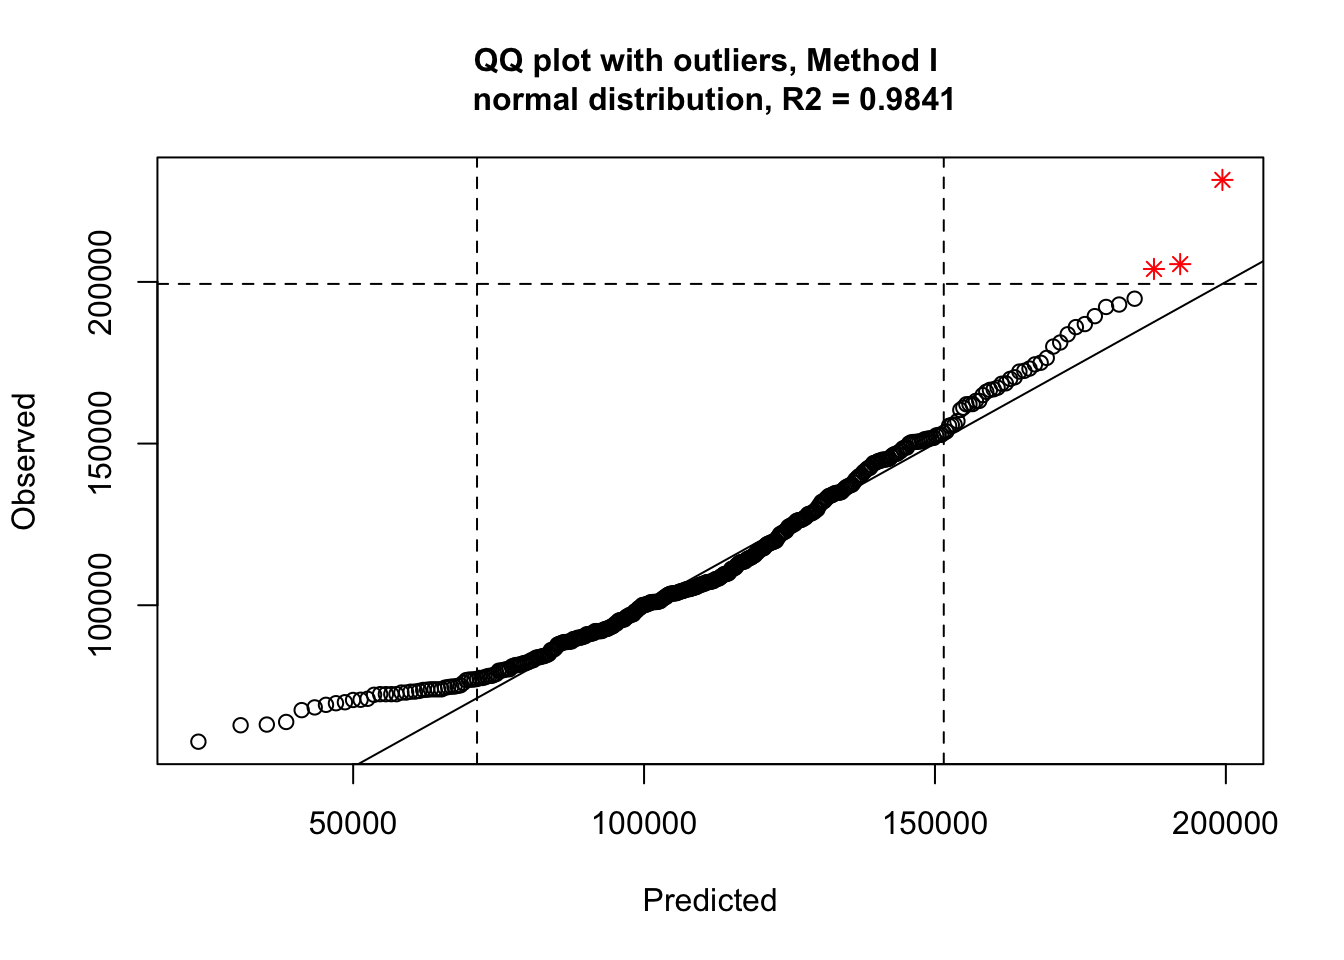 QQ plot with outliers, Method I
normal distribution, R2 = 0.9841
Observed
200000
150000
100000
50000
100000
150000
200000
Predicted